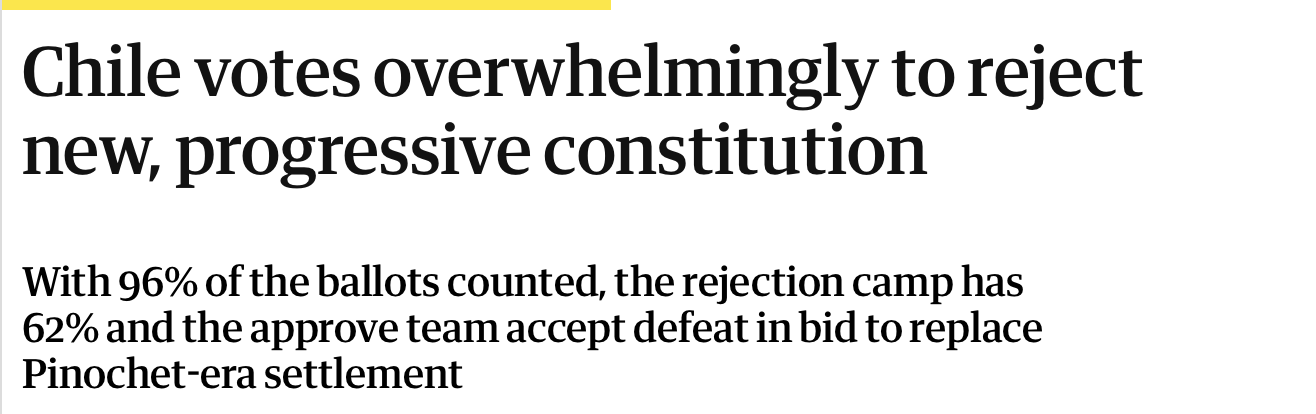 Chile votes overwhelmingly to reject
new, progressive constitution
With 96% of the ballots counted, the rejection camp has
62% and the approve team accept defeat in bid to replace
Pinochet-era settlement